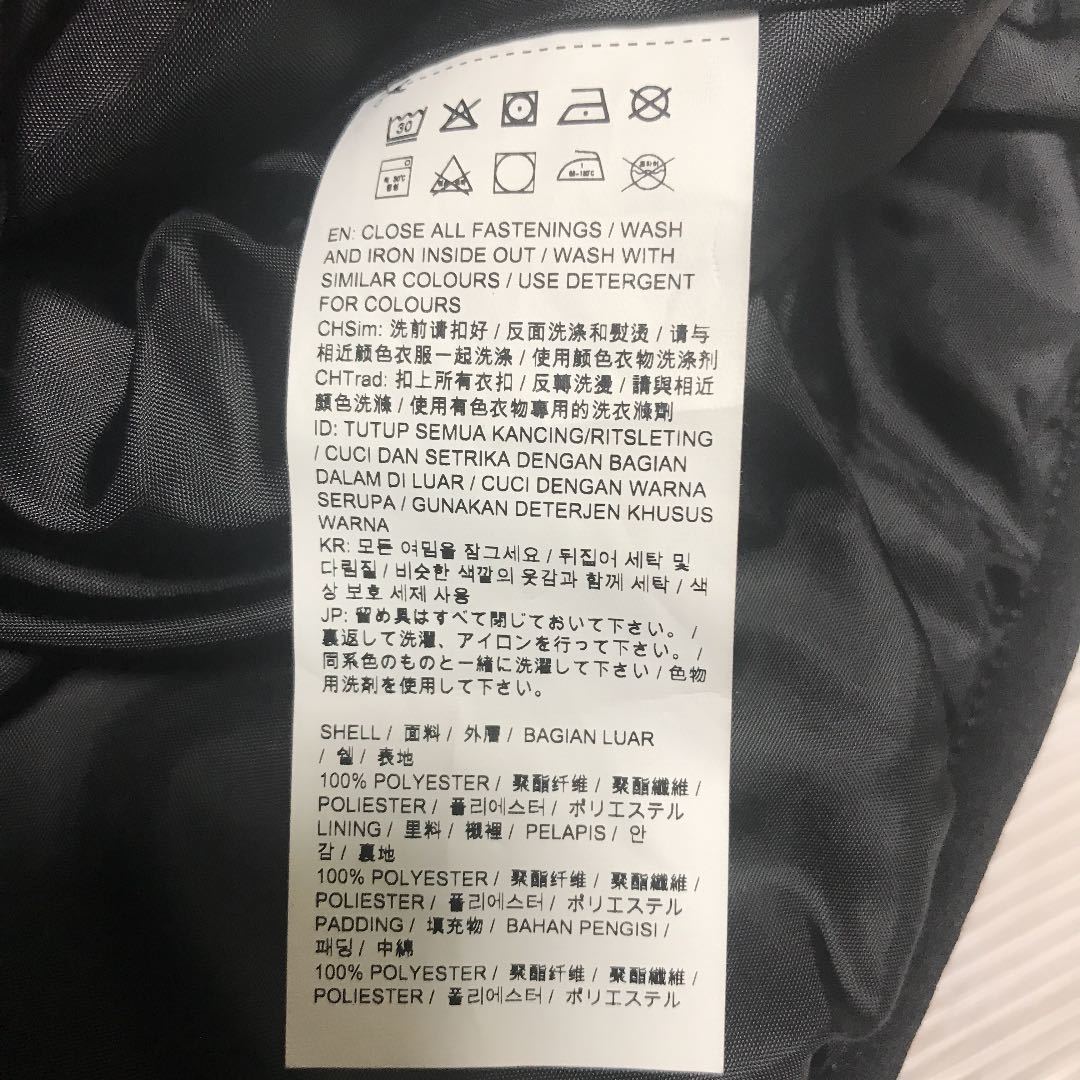 30
약 30℃
1
80-120℃
EN: CLOSE ALL FASTENINGS / WASH
AND IRON INSIDE OUT / WASH WITH
SIMILAR COLOURS / USE DETERGENT
FOR COLOURS
CHSim: 洗前请扣好 / 反面洗涤和熨烫 / 请与
相近颜色衣服一起洗涤 / 使用颜色衣物洗涤剂
CHTrad: 扣上所有衣扣 / 反轉洗燙 / 請與相近
顏色洗滌 / 使用有色衣物專用的洗衣滌劑
ID: TUTUP SEMUA KANCING/RITSLETING
/ CUCI DAN SETRIKA DENGAN BAGIAN
DALAM DI LUAR / CUCI DENGAN WARNA
SERUPA / GUNAKAN DETERJEN KHUSUS
WARNA
KR: 모든 여밈을 잠그세요 / 뒤집어 세탁 및
다림질 / 비슷한 색깔의 옷감과 함께 세탁 / 색
상 보호 세제 사용
JP: 留め具はすべて閉じておいて下さい。 /
裏返して洗濯、アイロンを行って下さい。 /
同系色のものと一緒に洗濯して下さい / 色物
用洗剤を使用して下さい。
SHELL / 面料 / 外層 / BAGIAN LUAR
/ 쉘 / 表地
100% POLYESTER / 聚酯纤维 / 聚酯纖維 /
POLIESTER / 폴리에스터 / ポリエステル
LINING / 里料 / 襯裡 / PELAPIS / 안
감 / 裏地
100% POLYESTER / 聚酯纤维 / 聚酯纖維 /
POLIESTER / 폴리에스터 / ポリエステル
PADDING / 填充物 / BAHAN PENGISI /
패딩 / 中綿
100% POLYESTER / 聚酯纤维 / 聚酯纖維 /
POLIESTER / 폴리에스터 / ポリエステル